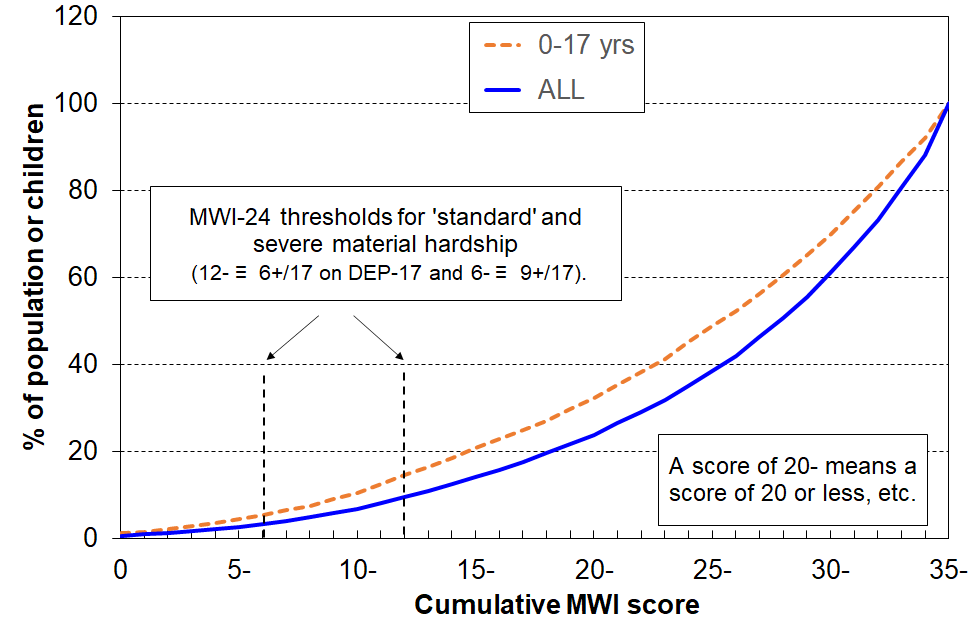 120
100
80
60
40
20
0
% of population or children
0-17 yrs
ALL
MWI-24 thresholds for 'standard' and
severe material hardship
(12- ≡ 6+/17 on DEP-17 and 6- ≡ 9+/17).
A score of 20- means a
score of 20 or less, etc.
0 5- 10- 15- 20- 25- 30- 35-
Cumulative MWI score